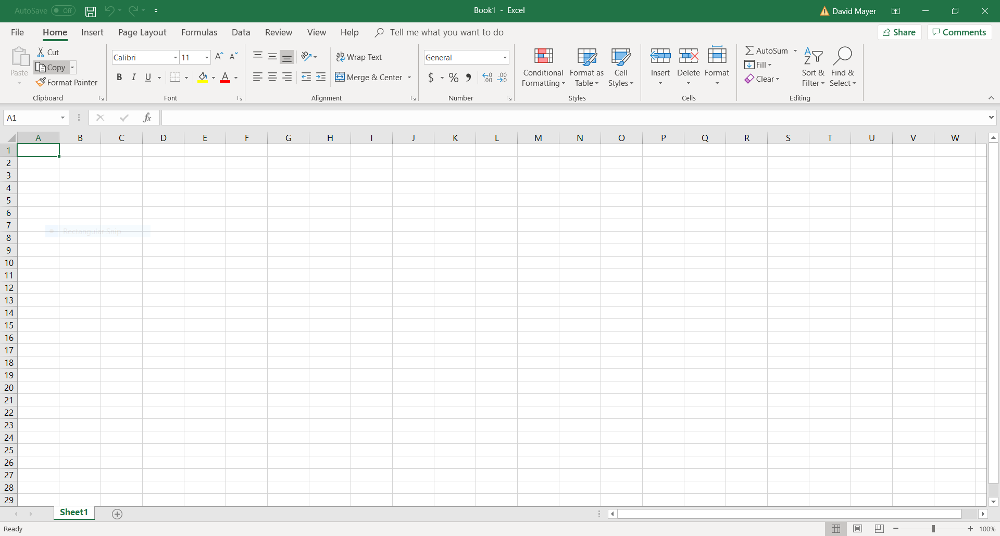 AutoSave Off
Book1 - Excel
David Mayer
File Home Insert Page Layout Formulas Data Review View Help Tell me what you want to do
Share Comments
Paste
Cut
Copy
Format Painter
Clipboard
Calibri 11
B I U A
Font
ab Wrap Text
Merge & Center
Alignment
General
$ % 9 .00 .00
Number
Conditional Formatting
Format as Table
Cell Styles
Styles
Insert Delete Format
Cells
AutoSum
Fill
Clear
Sort & Filter
Find & Select
Editing
A1 fx
A B C D E F G H I J K L M N O P Q R S T U V W
1
2
3
4
5
6
7
Rectangular Snip
8
9
10
11
12
13
14
15
16
17
18
19
20
21
22
23
24
25
26
27
28
29
Sheet1
Ready
100%